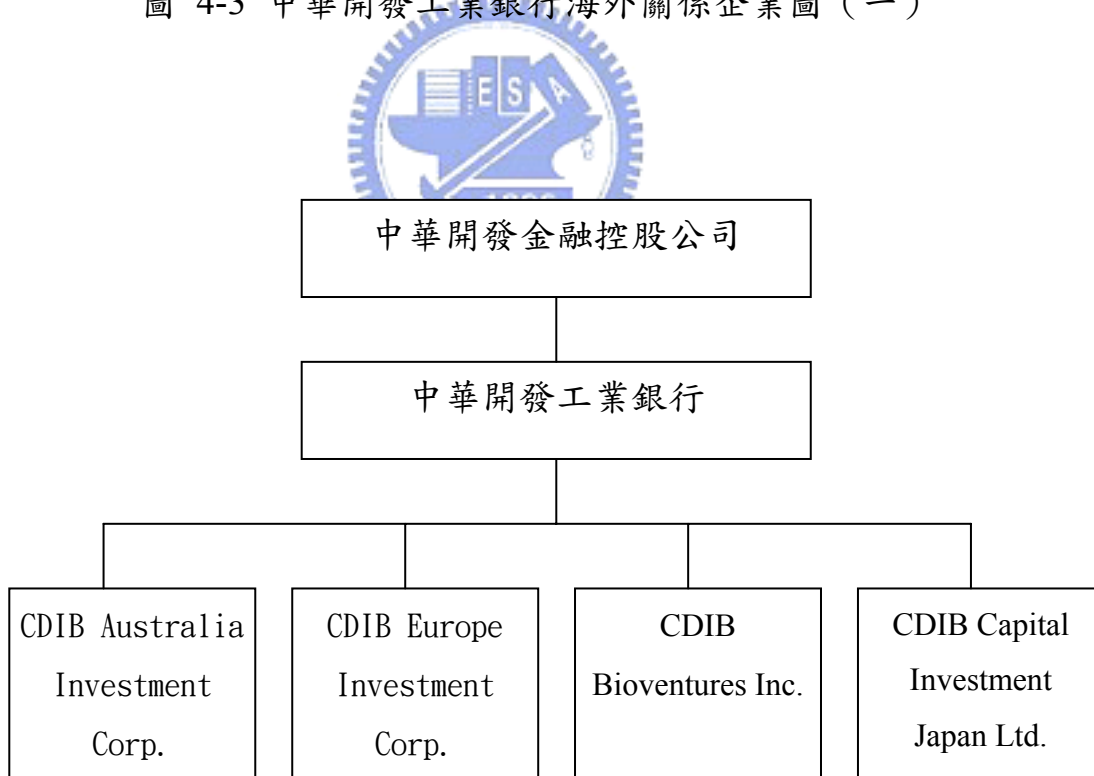 圖 4-3 中華開發工業銀行海外關係企業圖（一）
E S A
中華開發金融控股公司
中華開發工業銀行
CDIB Australia
Investment
Corp.
CDIB Europe
Investment
Corp.
CDIB
Bioventures Inc.
CDIB Capital
Investment
Japan Ltd.